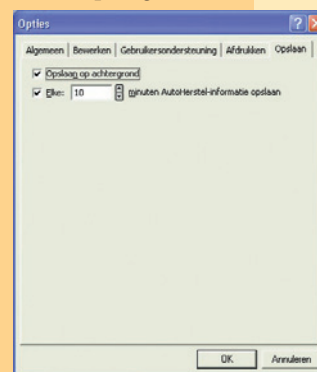 Opties
Algemeen Bewerken Gebruikersondersteuning Afdrukken Opslaan
Opslaan op achtergrond
Elke: 10 minuten AutoHerstel-informatie opslaan
OK Annuleren